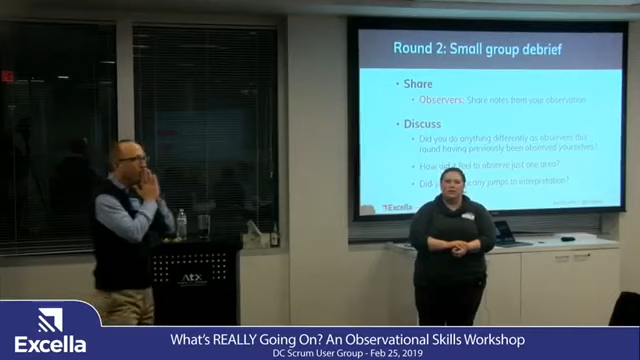 Round 2: Small group debrief
• Share
• Observers: Share notes from your observation
• Discuss
• Did you do anything differently as observers this
round having previously been observed yourselves?
• How did it feel to observe just one area?
• Did any jumps to interpretation?
Excella
ATX
Excella
What's REALLY Going On? An Observational Skills Workshop
DC Scrum User Group - Feb 25, 2019